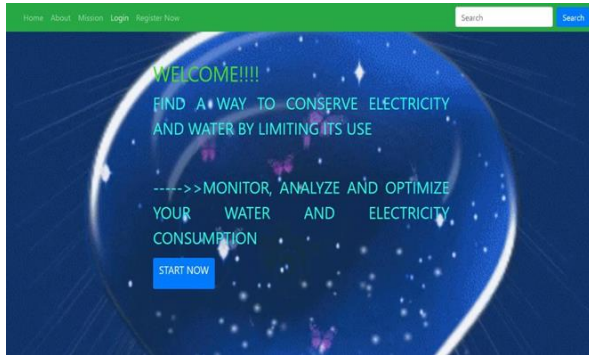 Home About Mission Login Register Now Search Search
WELCOME!!!!
FIND A WAY TO CONSERVE ELECTRICITY
AND WATER BY LIMITING ITS USE
----->>MONITOR, ANALYZE AND OPTIMIZE
YOUR WATER AND ELECTRICITY
CONSUMPTION
START NOW